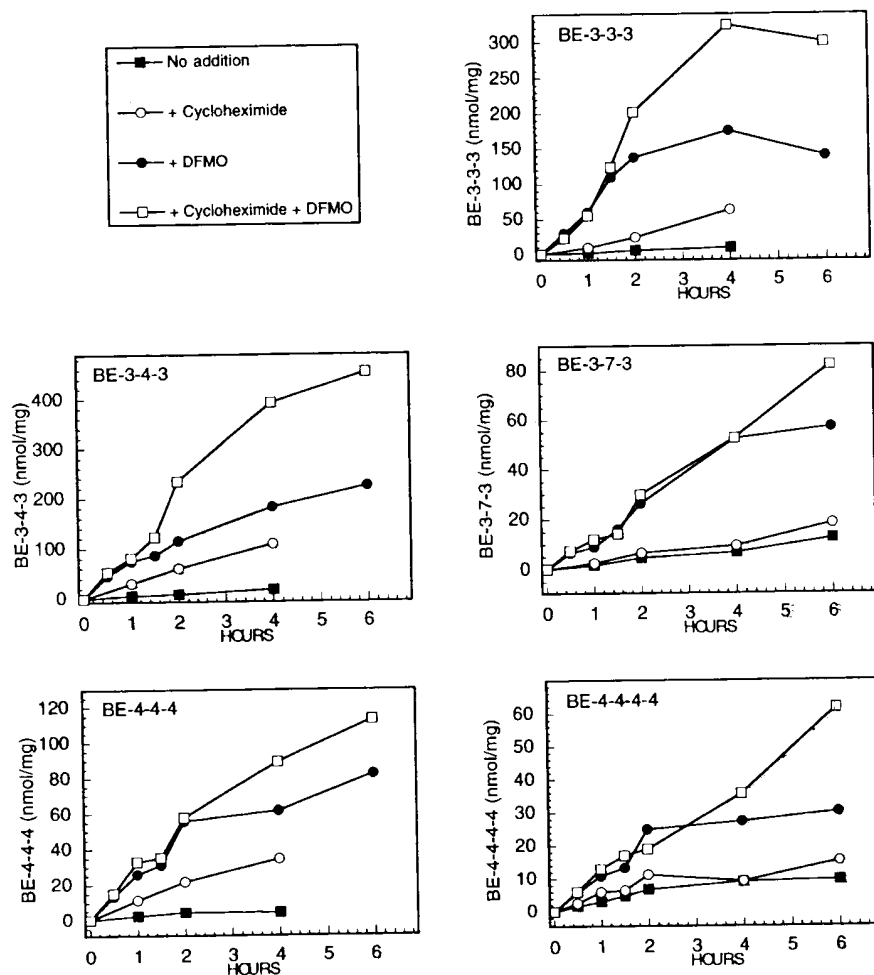 No addition
+ Cycloheximide
+ DFMO
+ Cycloheximide + DFMO
BE-3-3-3
BE-3-3-3 (nmol/mg)
300
250
200
150
100
50
0
0 1 2 3 4 5 6
HOURS
BE-3-4-3
BE-3-4-3 (nmol/mg)
400
300
200
100
0
0 1 2 3 4 5 6
HOURS
BE-3-7-3
BE-3-7-3 (nmol/mg)
80
60
40
20
0
0 1 2 3 4 5 6
HOURS
BE-4-4-4
BE-4-4-4 (nmol/mg)
120
100
80
60
40
20
0
0 1 2 3 4 5 6
HOURS
BE-4-4-4-4
BE-4-4-4-4 (nmol/mg)
60
50
40
30
20
10
0
0 1 2 3 4 5 6
HOURS